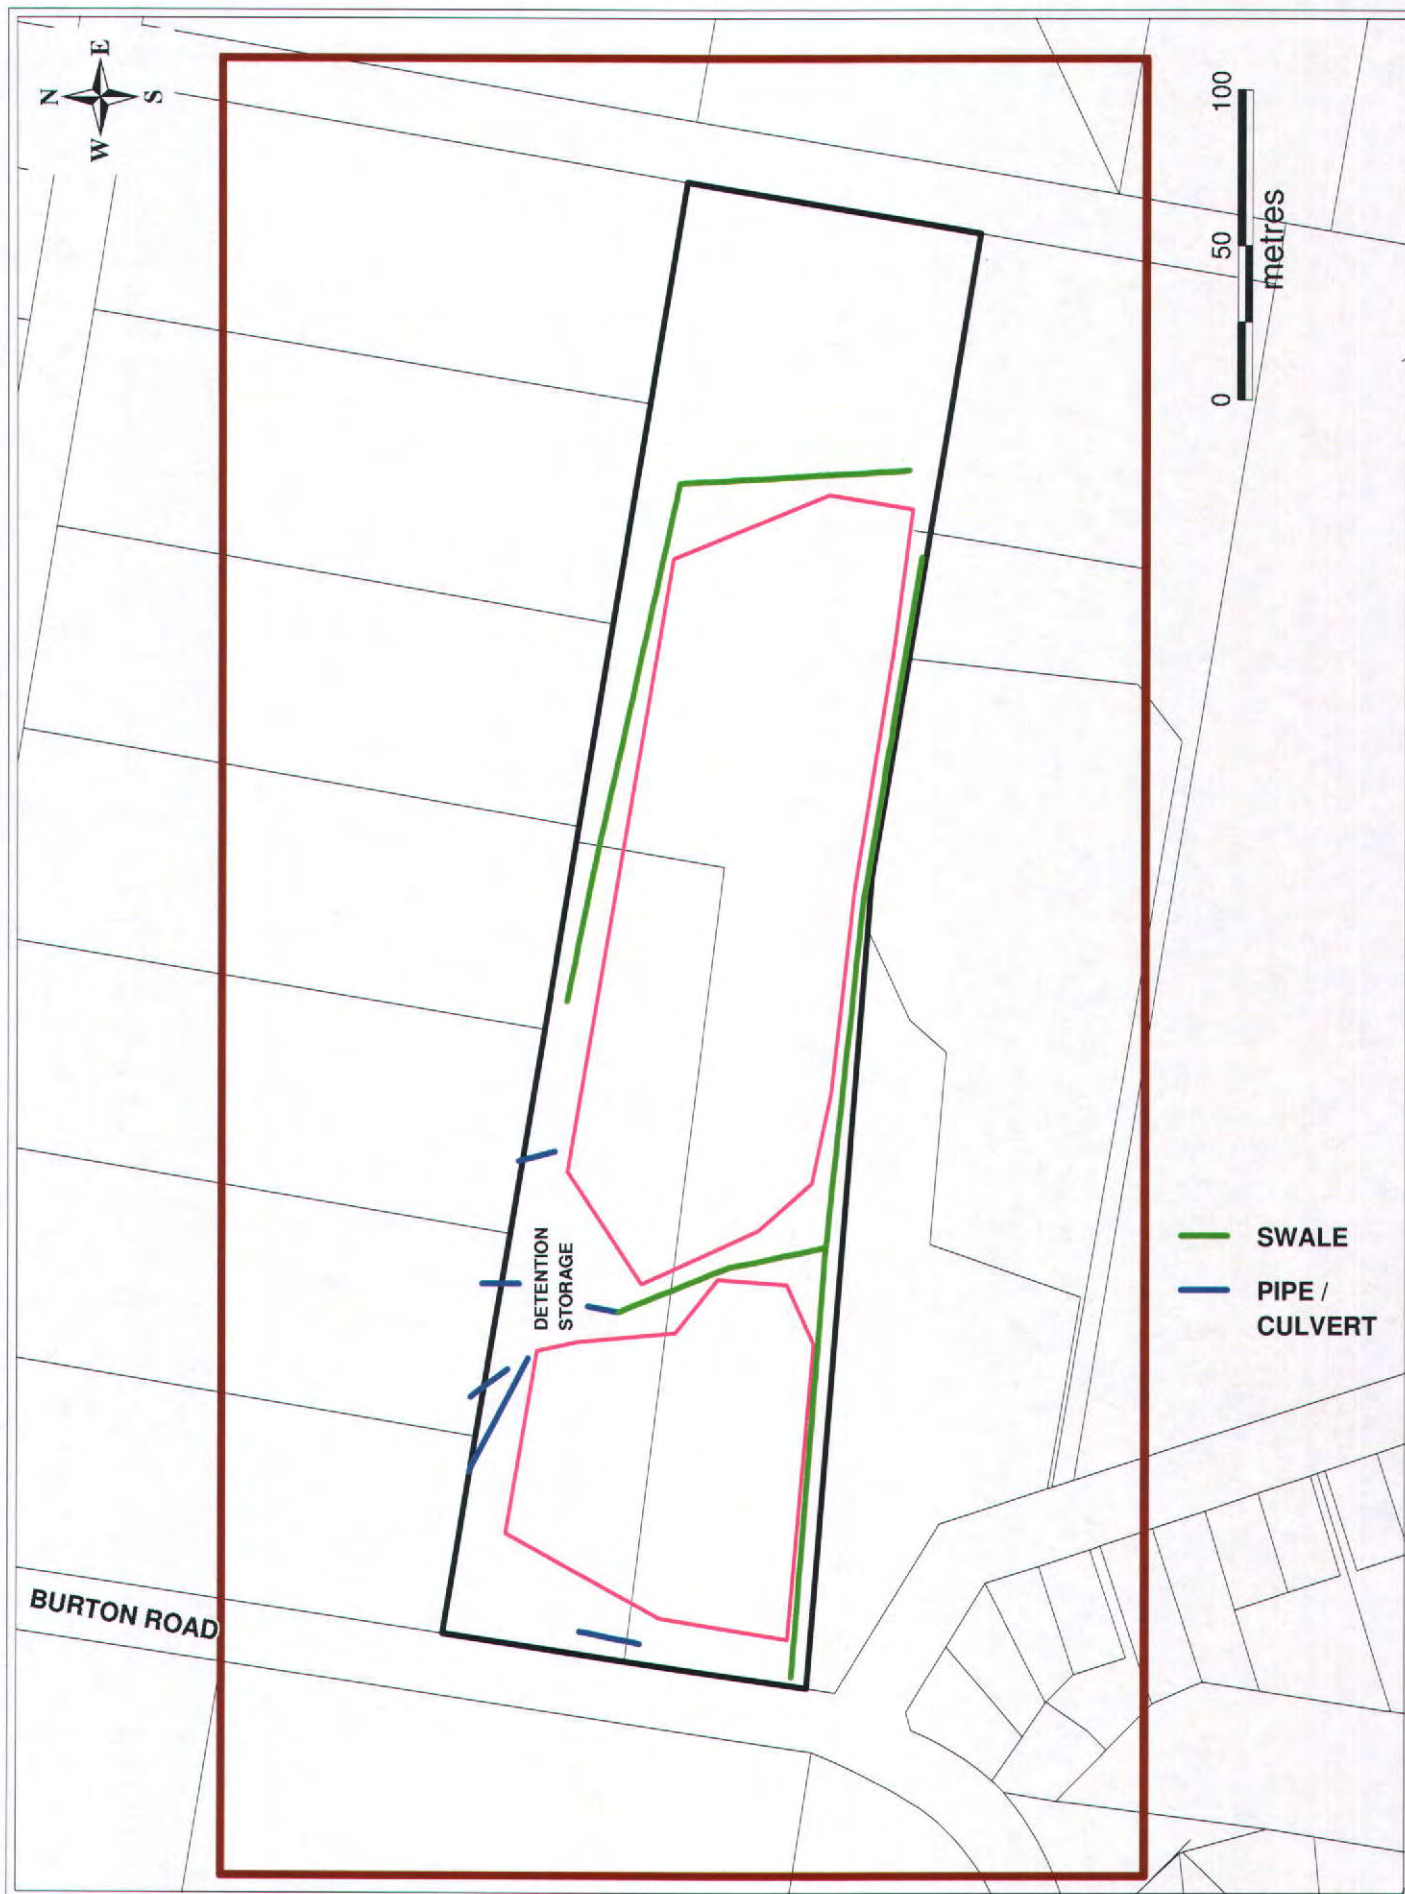 N
E
S
W
0 50 100
metres
DETENTION
STORAGE
SWALE
PIPE /
CULVERT
BURTON ROAD